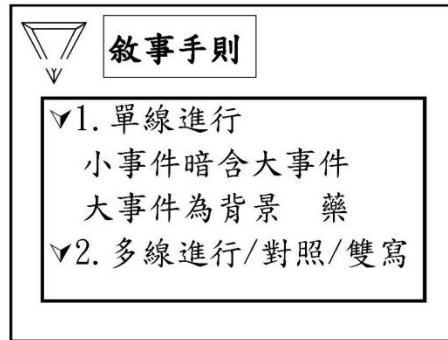 敘事手則
1. 單線進行
小事件暗含大事件
大事件為背景 藥
2. 多線進行/對照/雙寫